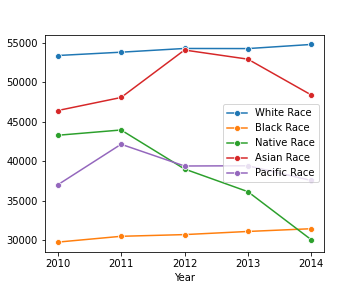 55000
50000
45000
40000
35000
30000
White Race
Black Race
Native Race
Asian Race
Pacific Race
2010 2011 2012 2013 2014
Year